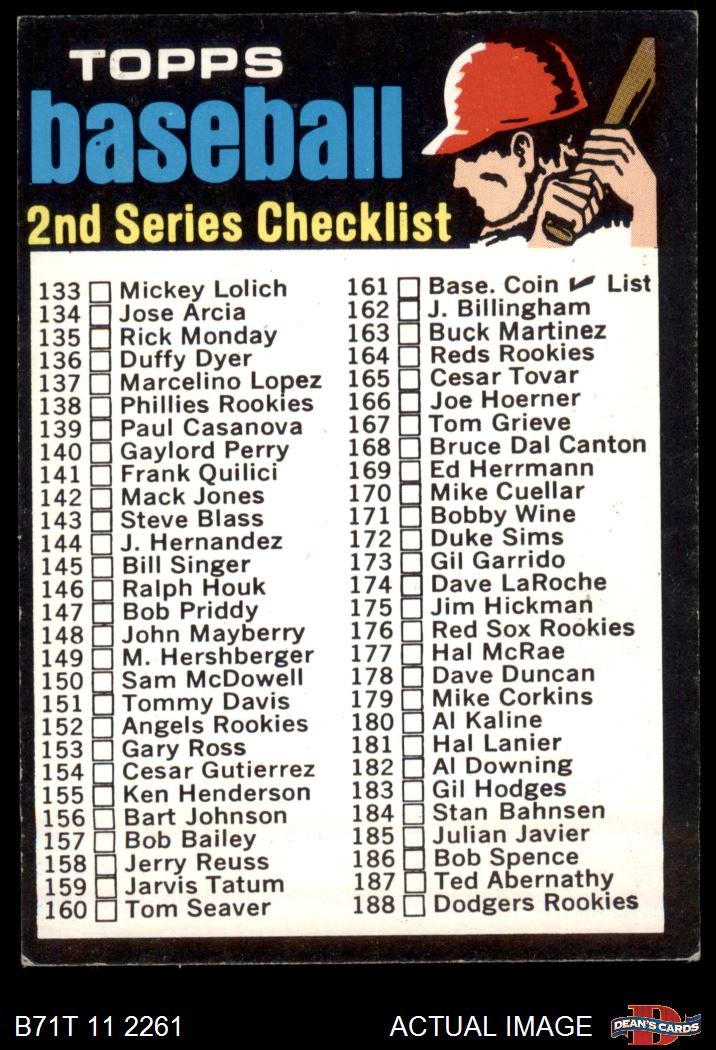 TOPPS
baseball
2nd Series Checklist
133 Mickey Lolich
134 Jose Arcia
135 Rick Monday
136 Duffy Dyer
137 Marcelino Lopez
138 Phillies Rookies
139 Paul Casanova
140 Gaylord Perry
141 Frank Quilici
142 Mack Jones
143 Steve Blass
144 J. Hernandez
145 Bill Singer
146 Ralph Houk
147 Bob Priddy
148 John Mayberry
149 M. Hershberger
150 Sam McDowell
151 Tommy Davis
152 Angels Rookies
153 Gary Ross
154 Cesar Gutierrez
155 Ken Henderson
156 Bart Johnson
157 Bob Bailey
158 Jerry Reuss
159 Jarvis Tatum
160 Tom Seaver
161 Base. Coin ✔ List
162 J. Billingham
163 Buck Martinez
164 Reds Rookies
165 Cesar Tovar
166 Joe Hoerner
167 Tom Grieve
168 Bruce Dal Canton
169 Ed Herrmann
170 Mike Cuellar
171 Bobby Wine
172 Duke Sims
173 Gil Garrido
174 Dave LaRoche
175 Jim Hickman
176 Red Sox Rookies
177 Hal McRae
178 Dave Duncan
179 Mike Corkins
180 Al Kaline
181 Hal Lanier
182 Al Downing
183 Gil Hodges
184 Stan Bahnsen
185 Julian Javier
186 Bob Spence
187 Ted Abernathy
188 Dodgers Rookies
B71T 11 2261
ACTUAL IMAGE
D
DEAN'S CARDS